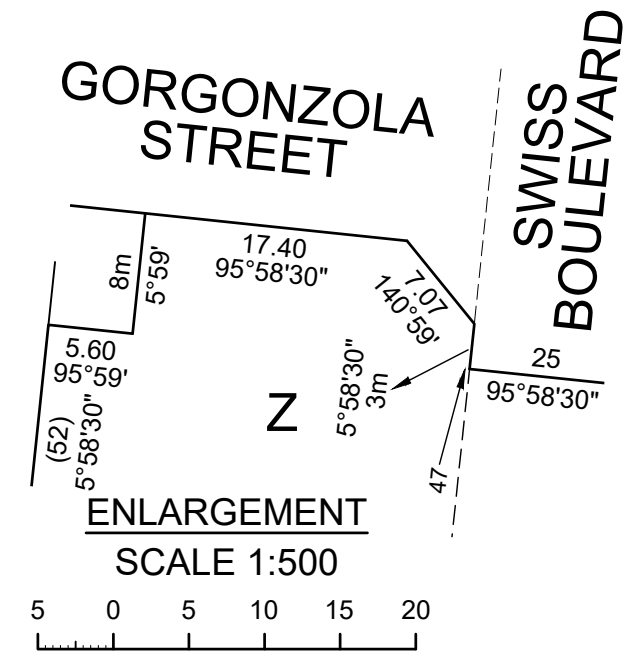 GORGONZOLA
STREET
SWISS
BOULEVARD
17.40
95°58'30"
8m
5°59'
7.07
140°59'
5.60
95°59'
(52)
5°58'30"
Z
5°58'30"
3m
25
95°58'30"
47
ENLARGEMENT
SCALE 1:500
5 0 5 10 15 20